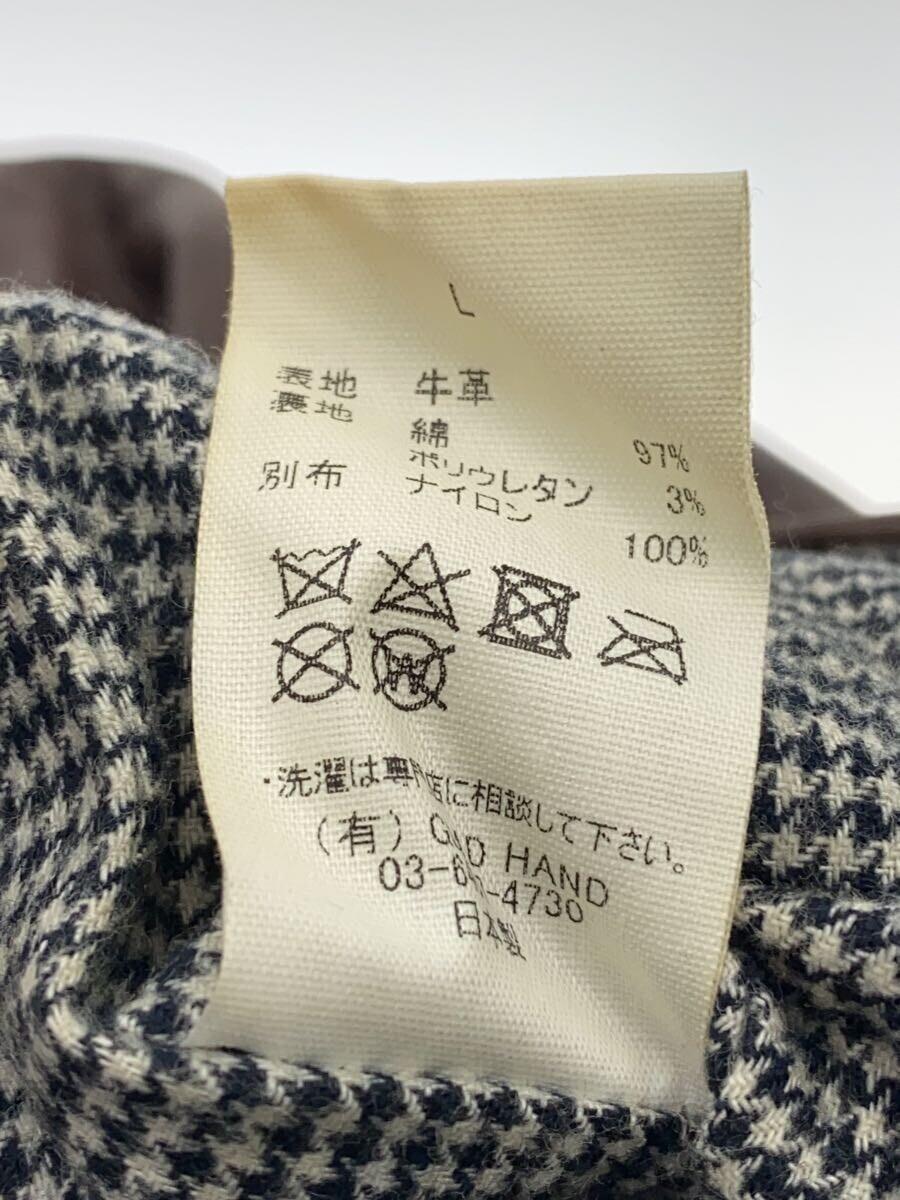 L
表地 牛革
裏地 綿 97%
ポリウレタン 3%
別布 ナイロン 100%
・洗濯は専門店に相談して下さい。
(有) HAND
日本製